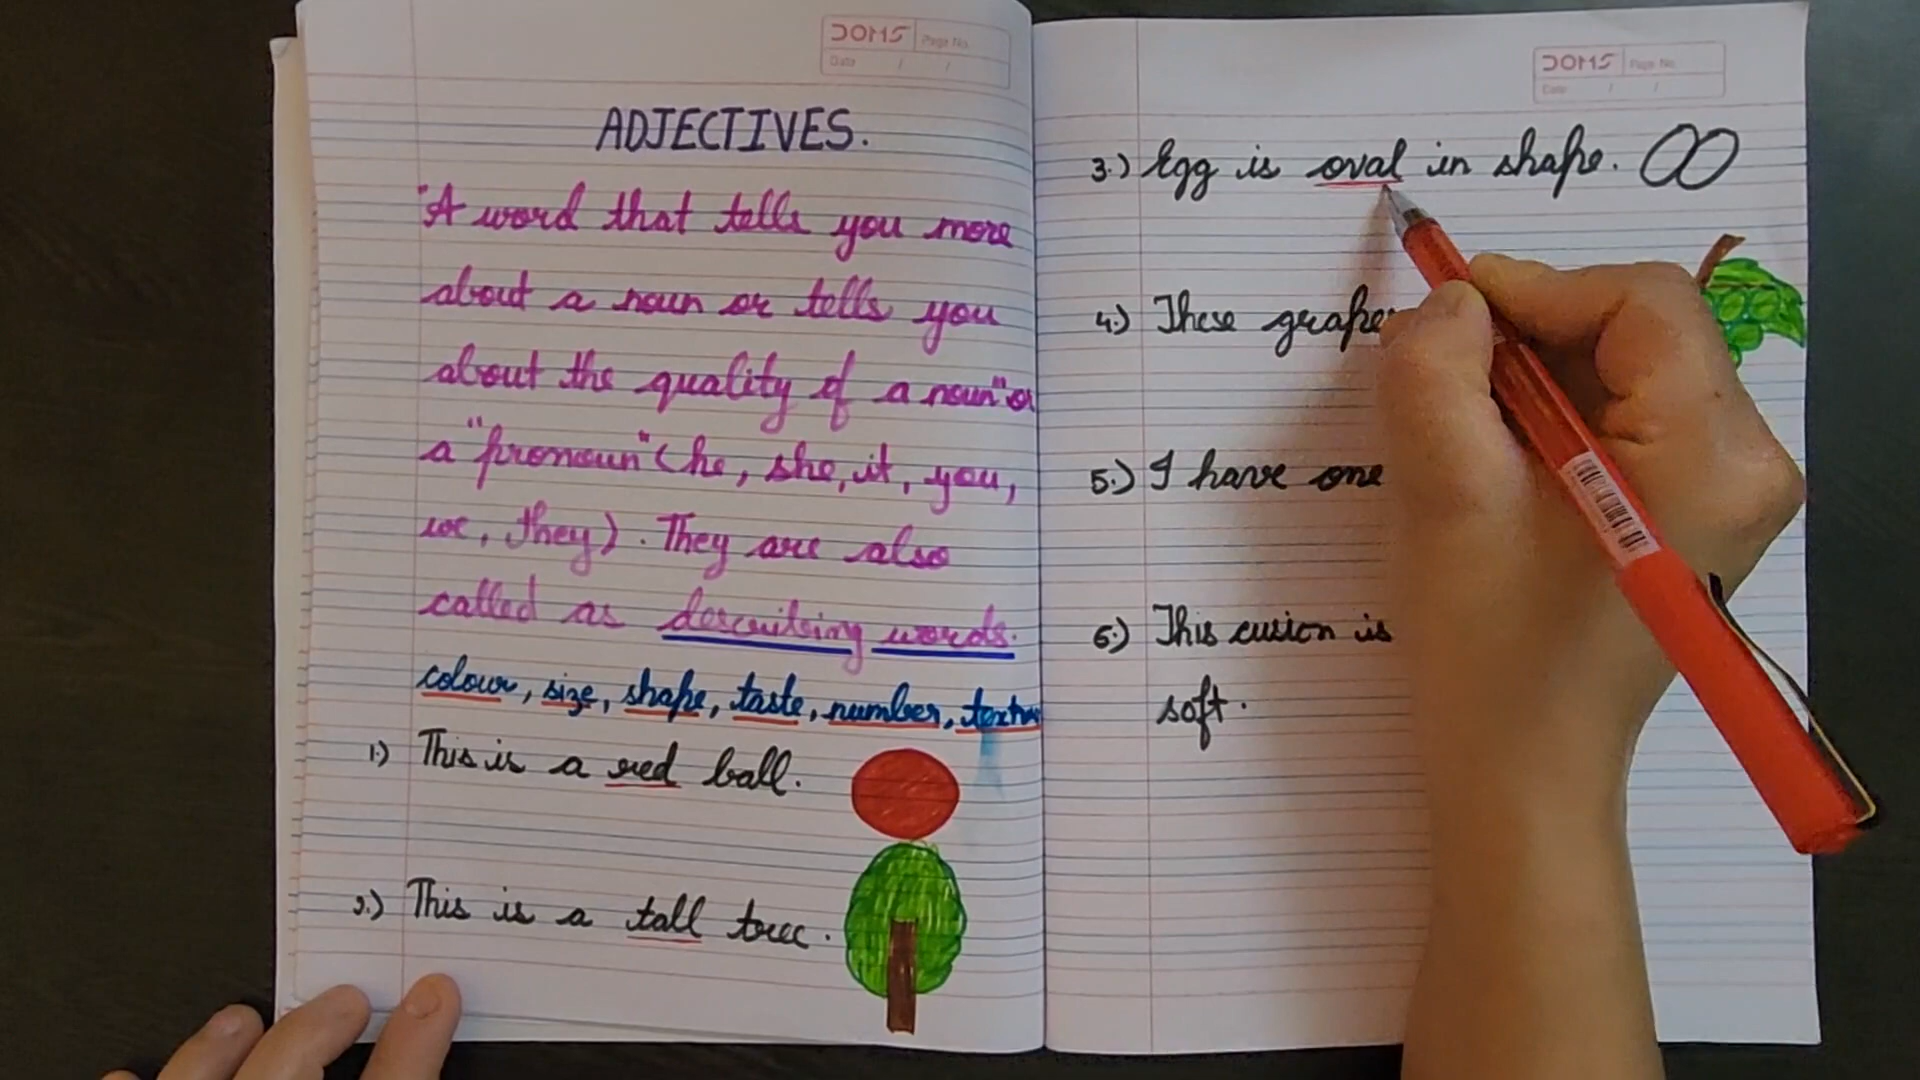 DOMS Page No.
Date / /
ADJECTIVES.
"A word that tells you more
about a noun or tells you
about the quality of a noun" or
a "pronoun" (he, she, it, you,
we, they). They are also
called as describing words.
colour, size, shape, taste, number,
1.) This is a red ball.
2.) This is a tall tree.
DOMS Page No.
Date / /
3.) Egg is oval in shape.
4.) These grapes
5.) I have one
6.) This cusion is
soft.